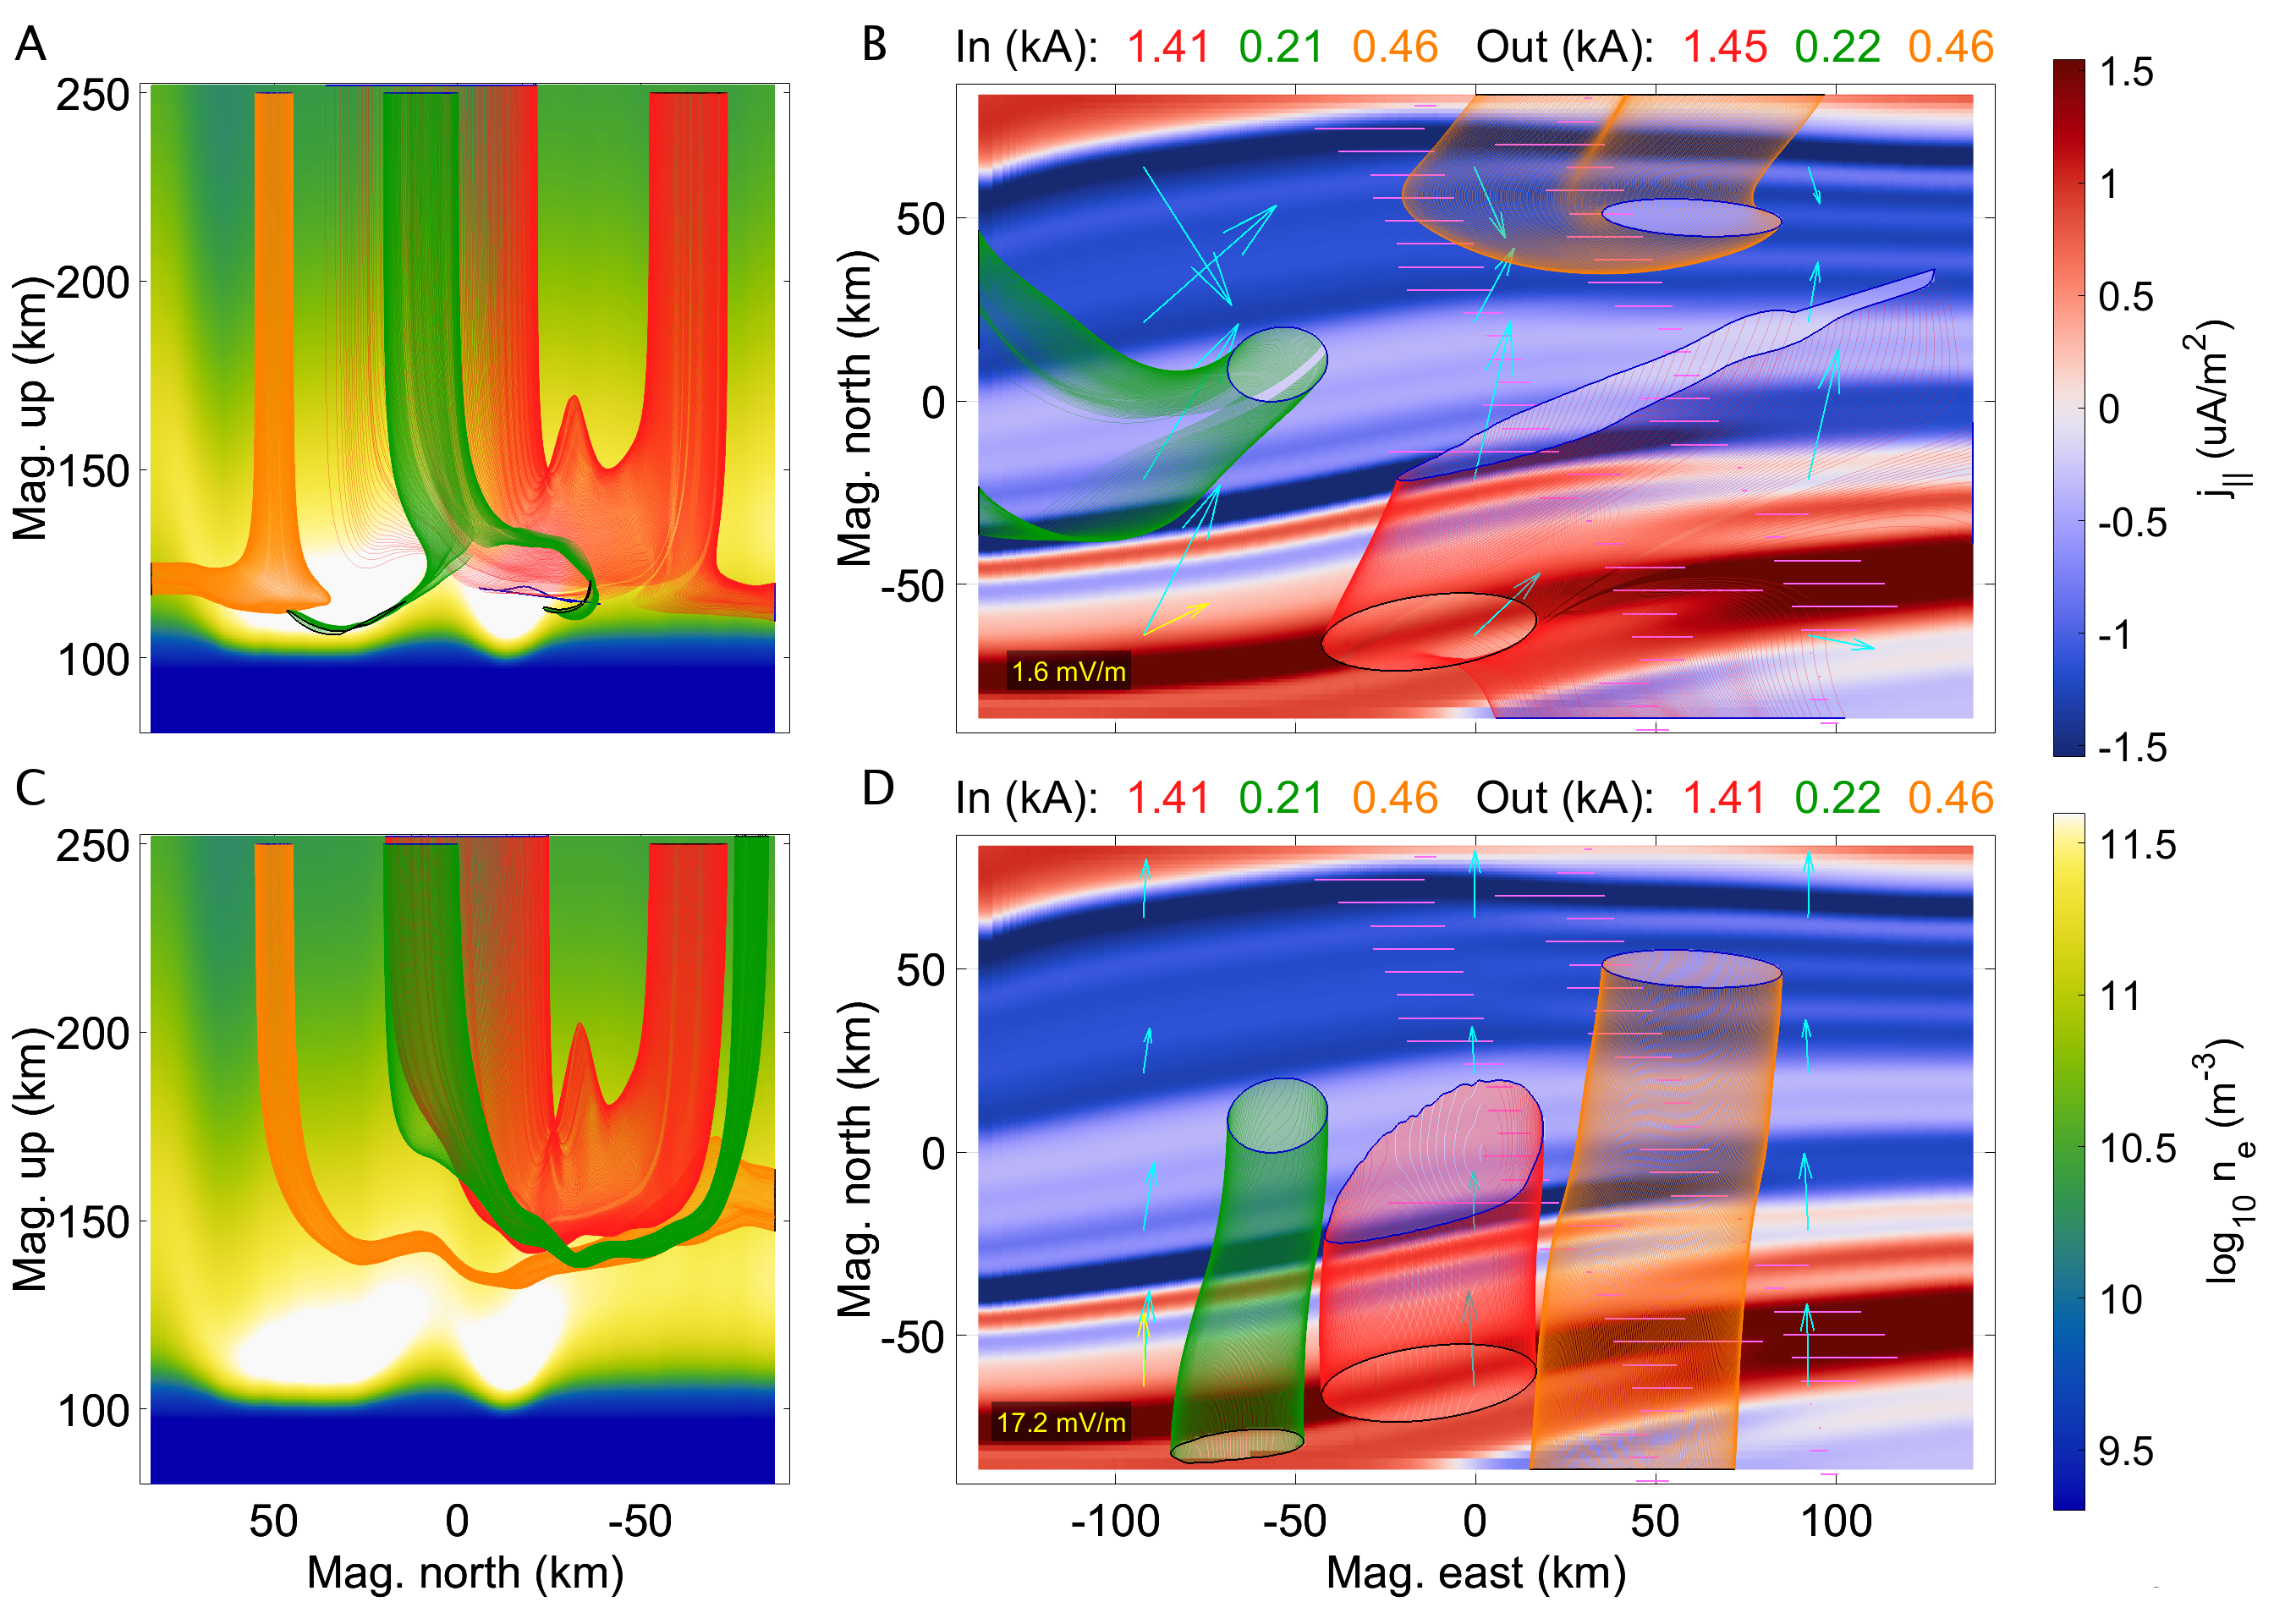 A
250
200
150
100
Mag. up (km)
B
In (kA): 1.41 0.21 0.46 Out (kA): 1.45 0.22 0.46
50
0
-50
Mag. north (km)
1.6 mV/m
1.5
1
0.5
0
-0.5
-1
-1.5
j|| (uA/m2)
C
250
200
150
100
Mag. up (km)
50 0 -50
Mag. north (km)
D
In (kA): 1.41 0.21 0.46 Out (kA): 1.41 0.22 0.46
50
0
-50
Mag. north (km)
17.2 mV/m
-100 -50 0 50 100
Mag. east (km)
11.5
11
10.5
10
9.5
log10 ne (m-3)